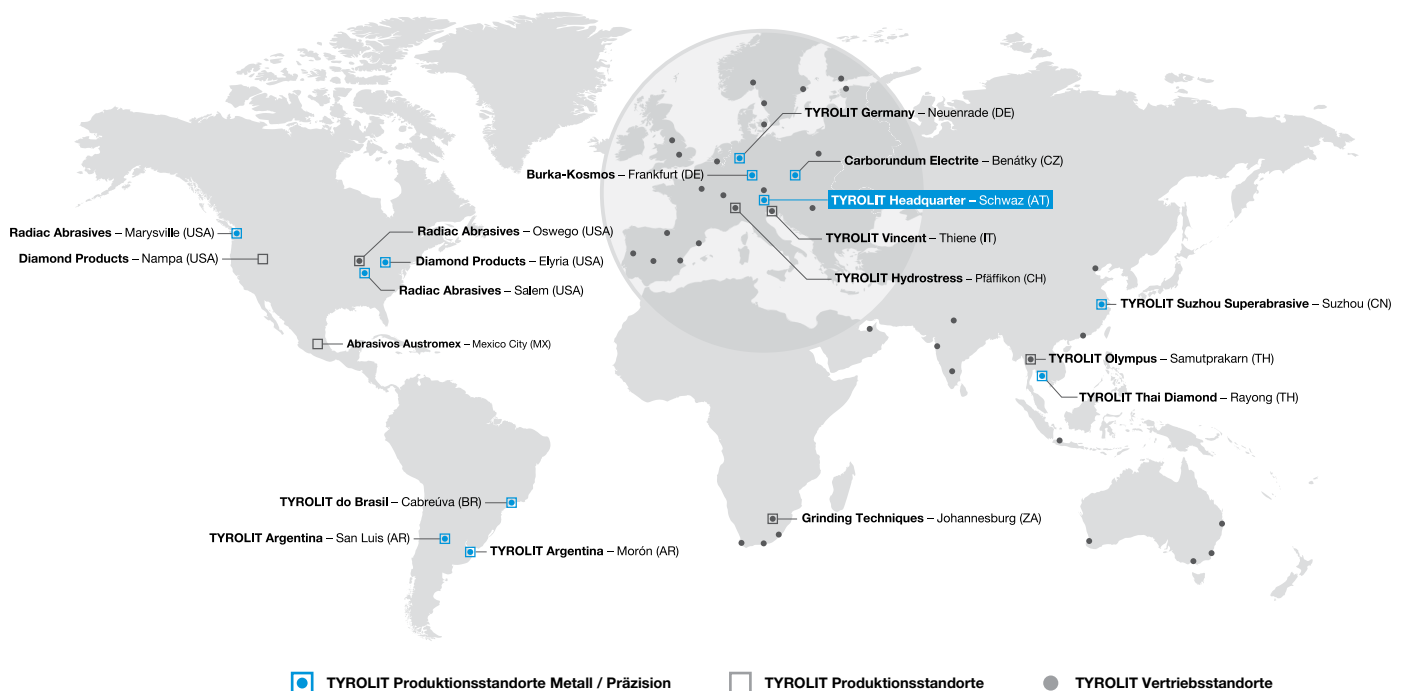 TYROLIT Germany – Neuenrade (DE)
Carborundum Electrite – Benátky (CZ)
Burka-Kosmos – Frankfurt (DE)
TYROLIT Headquarter – Schwaz (AT)
Radiac Abrasives – Marysville (USA)
Radiac Abrasives – Oswego (USA)
TYROLIT Vincent – Thiene (IT)
Diamond Products – Nampa (USA)
Diamond Products – Elyria (USA)
TYROLIT Hydrostress – Pfäffikon (CH)
Radiac Abrasives – Salem (USA)
TYROLIT Suzhou Superabrasive – Suzhou (CN)
Abrasivos Austromex – Mexico City (MX)
TYROLIT Olympus – Samutprakarn (TH)
TYROLIT Thai Diamond – Rayong (TH)
TYROLIT do Brasil – Cabreúva (BR)
Grinding Techniques – Johannesburg (ZA)
TYROLIT Argentina – San Luis (AR)
TYROLIT Argentina – Morón (AR)
TYROLIT Produktionsstandorte Metall / Präzision
TYROLIT Produktionsstandorte
TYROLIT Vertriebsstandorte